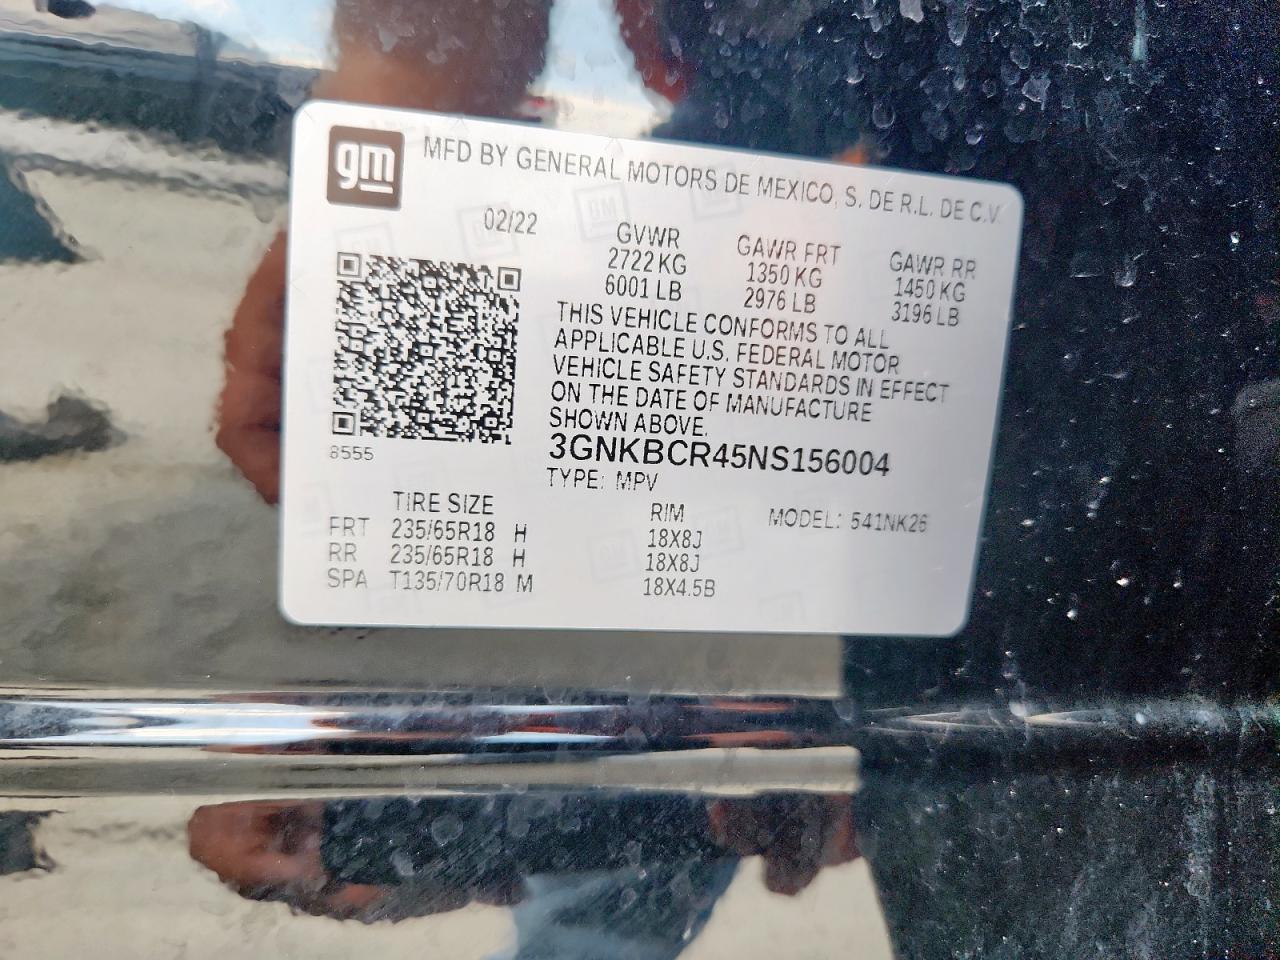 gm
MFD BY GENERAL MOTORS DE MEXICO, S. DE R.L. DE C.V
02/22
GVWR GAWR FRT GAWR RR
2722 KG 1350 KG 1450 KG
6001 LB 2976 LB 3196 LB
THIS VEHICLE CONFORMS TO ALL
APPLICABLE U.S. FEDERAL MOTOR
VEHICLE SAFETY STANDARDS IN EFFECT
ON THE DATE OF MANUFACTURE
SHOWN ABOVE.
8555
3GNKBCR45NS156004
TYPE: MPV
TIRE SIZE RIM MODEL: 541NK26
FRT 235/65R18 H 18X8J
RR 235/65R18 H 18X8J
SPA T135/70R18 M 18X4.5B